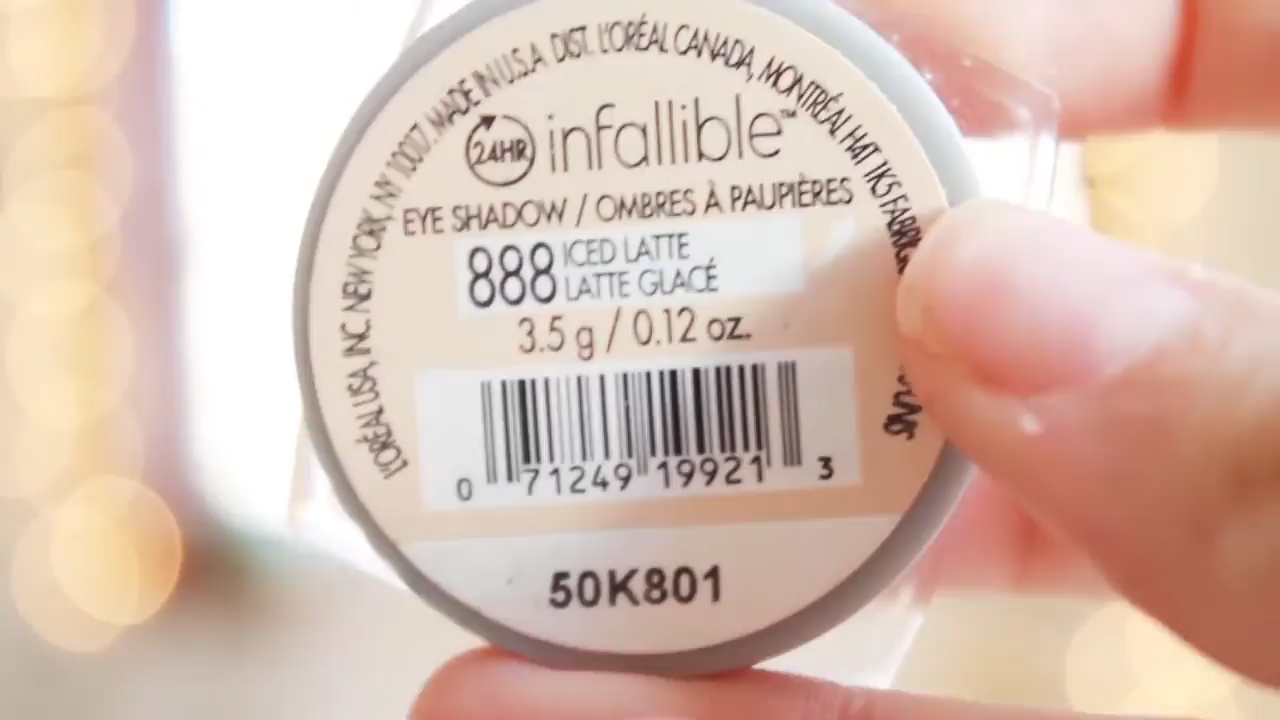 L'ORÉAL USA, INC. NEW YORK, NY 10017. MADE IN U.S.A DIST. L'ORÉAL CANADA, MONTRÉAL H4T 1K5
24HR infallible™
EYE SHADOW / OMBRES À PAUPIÈRES
888 ICED LATTE
LATTE GLACÉ
3.5 g / 0.12 oz.
0 71249 19921 3
50K801